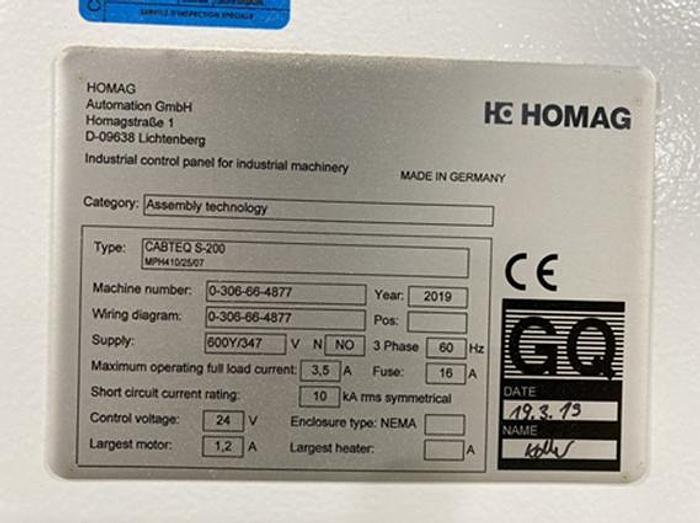 SERVICE D'INSPECTION SPÉCIALE
HOMAG
Automation GmbH
Homagstraße 1
D-09638 Lichtenberg
HOMAG
Industrial control panel for industrial machinery
MADE IN GERMANY
Category: Assembly technology
Type: CABTEQ S-200
MPH410/25/07
Machine number: 0-306-66-4877 Year: 2019
Wiring diagram: 0-306-66-4877 Pos:
Supply: 600Y/347 V N NO 3 Phase 60 Hz
Maximum operating full load current: 3,5 A Fuse: 16 A
Short circuit current rating: 10 kA rms symmetrical
Control voltage: 24 V Enclosure type: NEMA
Largest motor: 1,2 A Largest heater: A
CE
GQ
DATE
19.3.19
NAME